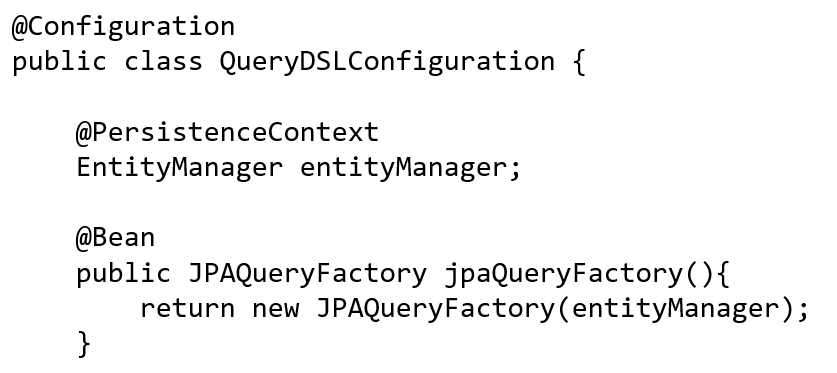 @Configuration
public class QueryDSLConfiguration {
@PersistenceContext
EntityManager entityManager;
@Bean
public JPAQueryFactory jpaQueryFactory(){
return new JPAQueryFactory(entityManager);
}